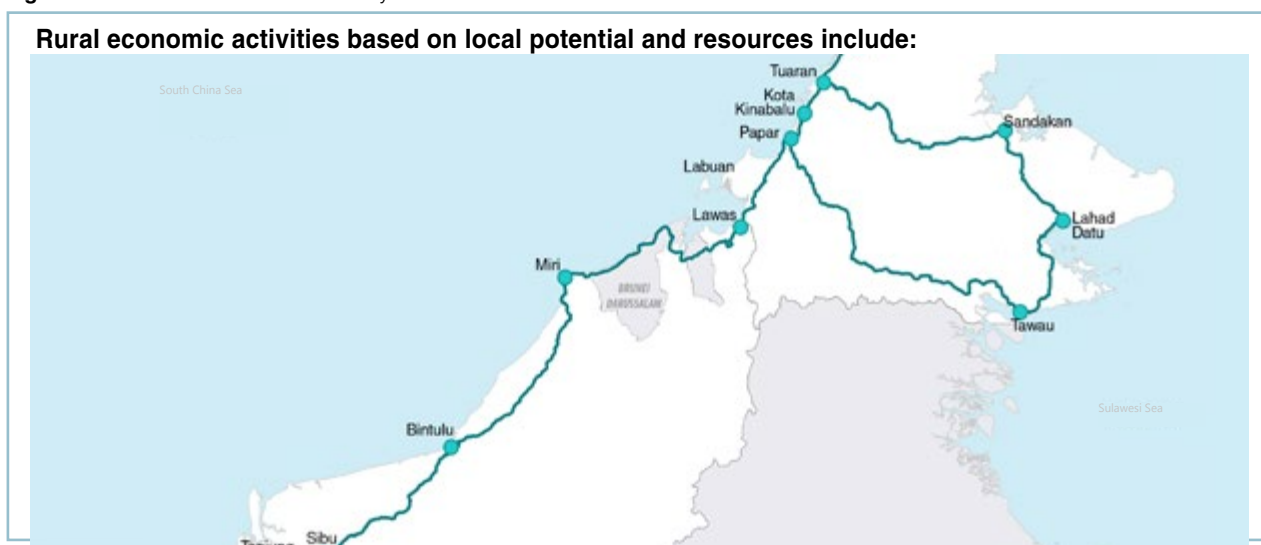 Rural economic activities based on local potential and resources include:
South China Sea
Tuaran
Kota
Kinabalu
Papar
Sandakan
Labuan
Lawas
Lahad
Datu
Miri
BRUNEI
DARUSSALAM
Tawau
Sulawesi Sea
Bintulu
Sibu